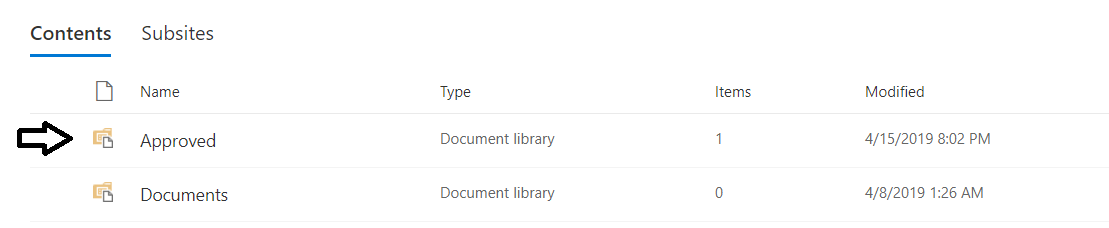 Contents Subsites
Name Type Items Modified
Approved Document library 1 4/15/2019 8:02 PM
Documents Document library 0 4/8/2019 1:26 AM